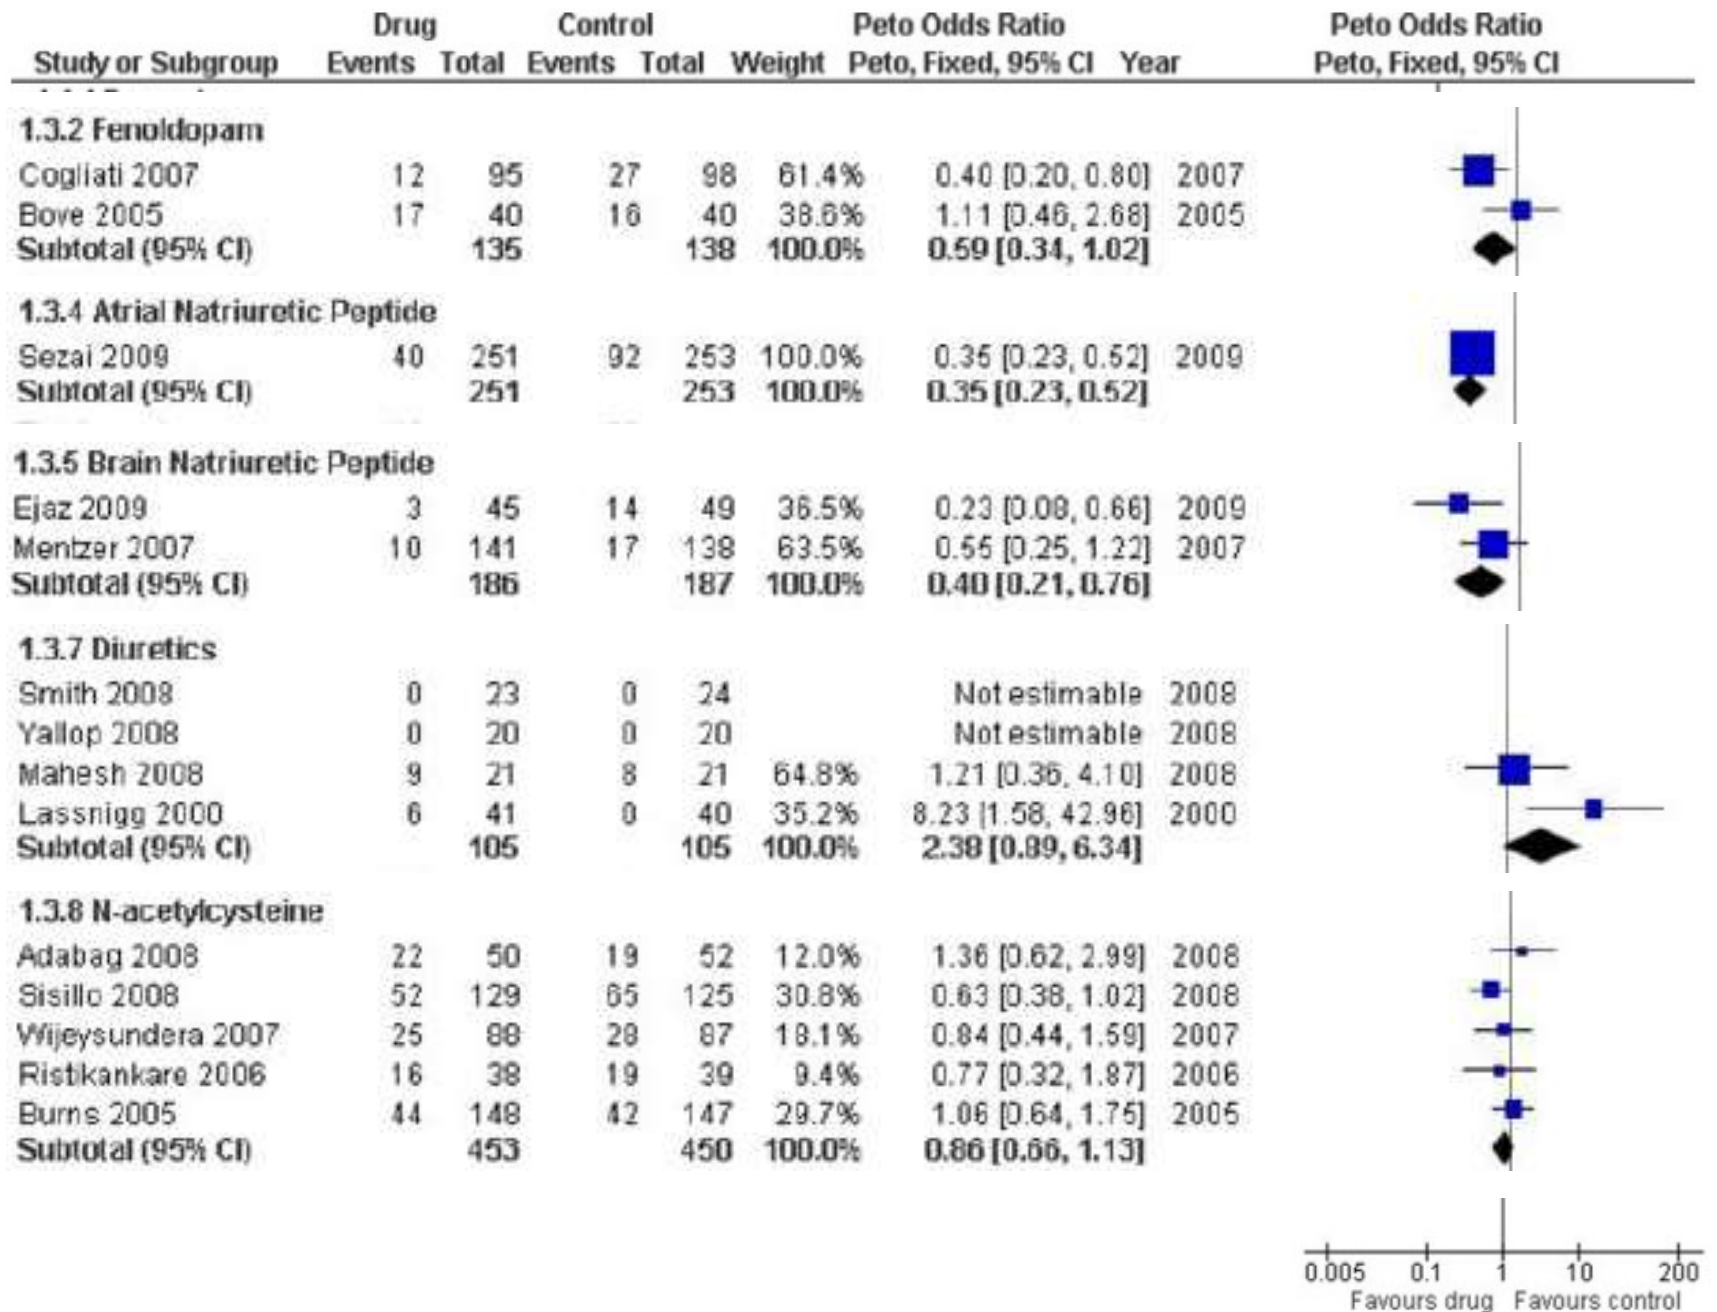 Drug Control Peto Odds Ratio Peto Odds Ratio
Study or Subgroup Events Total Events Total Weight Peto, Fixed, 95% CI Year Peto, Fixed, 95% CI
1.3.2 Fenoldopam
Cogliati 2007 12 95 27 98 61.4% 0.40 [0.20, 0.80] 2007
Bove 2005 17 40 16 40 38.6% 1.11 [0.46, 2.68] 2005
Subtotal (95% CI) 135 138 100.0% 0.59 [0.34, 1.02]
1.3.4 Atrial Natriuretic Peptide
Sezai 2009 40 251 92 253 100.0% 0.35 [0.23, 0.52] 2009
Subtotal (95% CI) 251 253 100.0% 0.35 [0.23, 0.52]
1.3.5 Brain Natriuretic Peptide
Ejaz 2009 3 45 14 49 36.5% 0.23 [0.08, 0.66] 2009
Mentzer 2007 10 141 17 138 63.5% 0.55 [0.25, 1.22] 2007
Subtotal (95% CI) 186 187 100.0% 0.40 [0.21, 0.76]
1.3.7 Diuretics
Smith 2008 0 23 0 24 Not estimable 2008
Yallop 2008 0 20 0 20 Not estimable 2008
Mahesh 2008 9 21 8 21 64.8% 1.21 [0.36, 4.10] 2008
Lassnigg 2000 6 41 0 40 35.2% 8.23 [1.58, 42.96] 2000
Subtotal (95% CI) 105 105 100.0% 2.38 [0.89, 6.34]
1.3.8 N-acetylcysteine
Adabag 2008 22 50 19 52 12.0% 1.36 [0.62, 2.99] 2008
Sisillo 2008 52 129 65 125 30.8% 0.63 [0.38, 1.02] 2008
Wijeysundera 2007 25 88 28 87 18.1% 0.84 [0.44, 1.59] 2007
Ristikankare 2006 16 38 19 39 9.4% 0.77 [0.32, 1.87] 2006
Burns 2005 44 148 42 147 29.7% 1.06 [0.64, 1.75] 2005
Subtotal (95% CI) 453 450 100.0% 0.86 [0.66, 1.13]
0.005 0.1 1 10 200
Favours drug Favours control